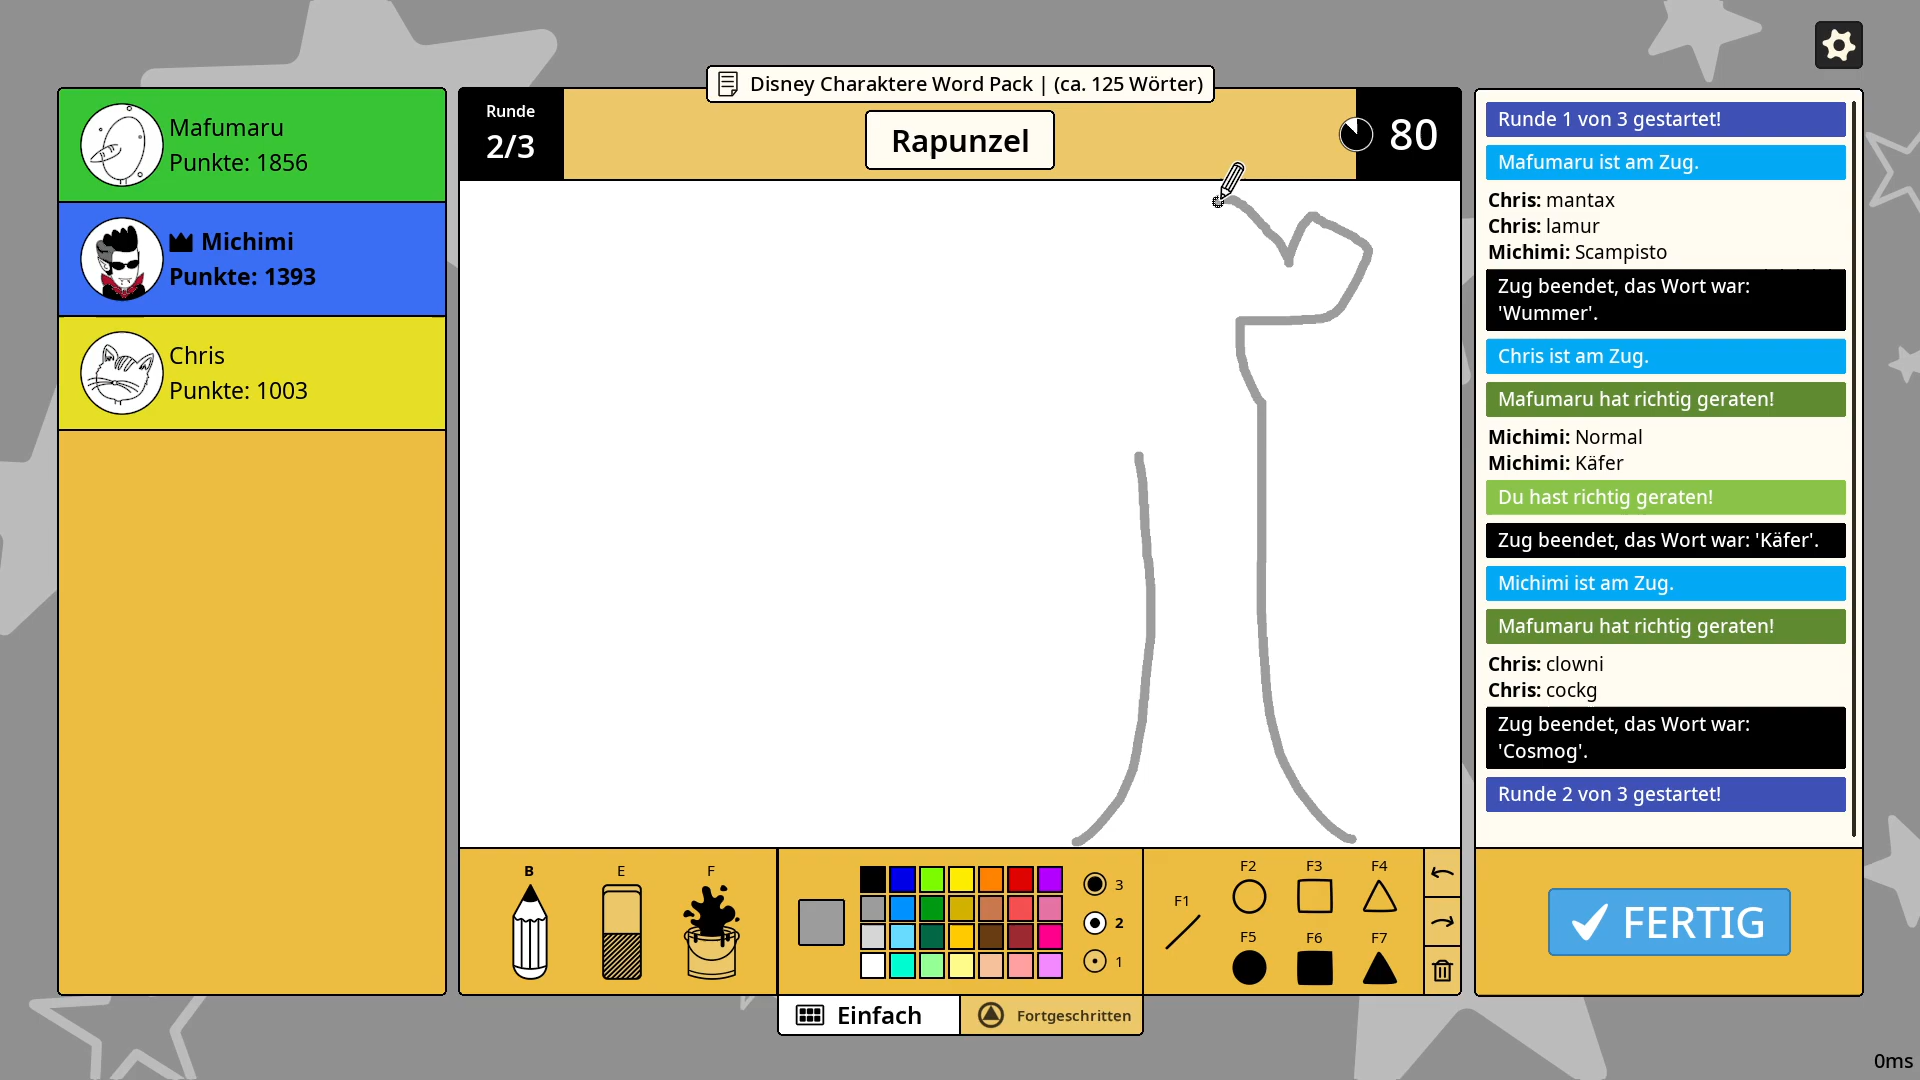 Disney Charaktere Word Pack | (ca. 125 Wörter)
Mafumaru
Punkte: 1856
Michimi
Punkte: 1393
Chris
Punkte: 1003
Runde
2/3
Rapunzel
80
Runde 1 von 3 gestartet!
Mafumaru ist am Zug.
Chris: mantax
Chris: lamur
Michimi: Scampisto
Zug beendet, das Wort war:
'Wummer'.
Chris ist am Zug.
Mafumaru hat richtig geraten!
Michimi: Normal
Michimi: Käfer
Du hast richtig geraten!
Zug beendet, das Wort war: 'Käfer'.
Michimi ist am Zug.
Mafumaru hat richtig geraten!
Chris: clowni
Chris: cockg
Zug beendet, das Wort war:
'Cosmog'.
Runde 2 von 3 gestartet!
B
E
F
3
2
1
F1
F2
F3
F4
F5
F6
F7
FERTIG
Einfach
Fortgeschritten
0ms